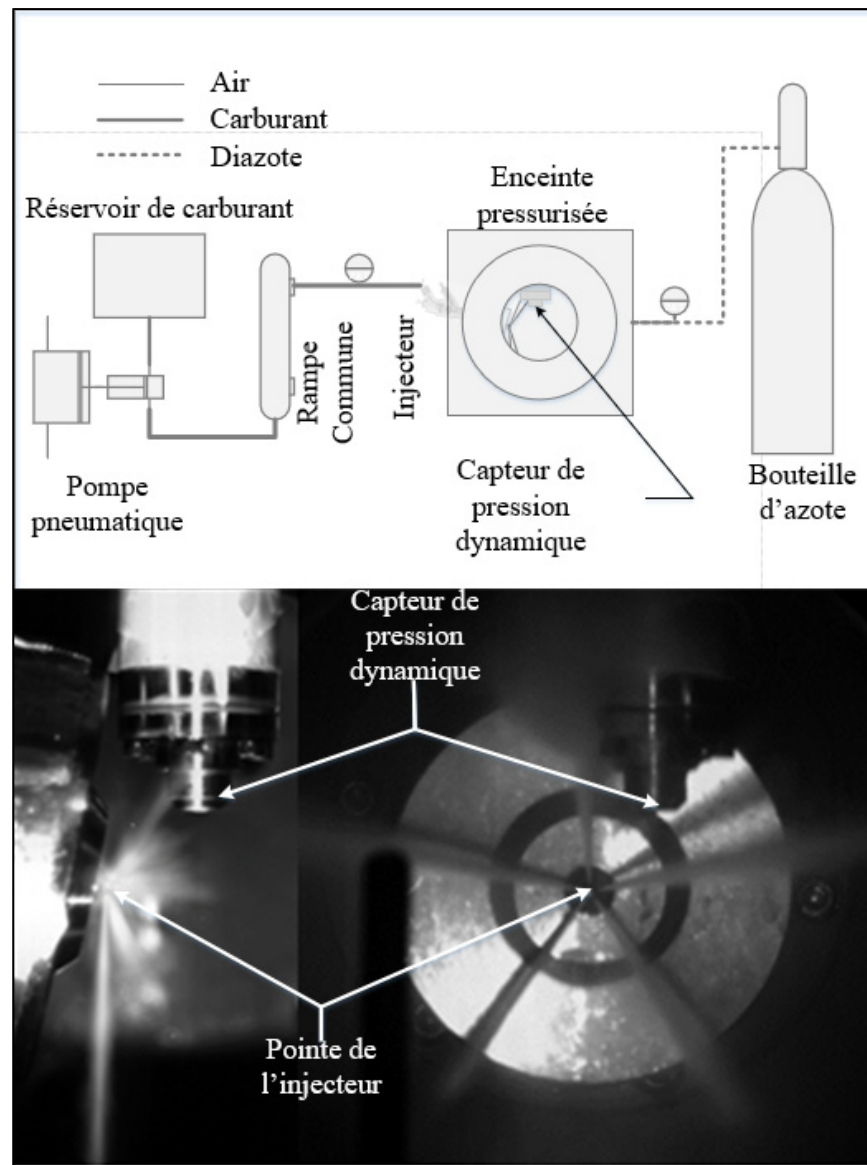 Air
Carburant
Diazote
Réservoir de carburant
Enceinte
pressurisée
Rampe
Commune
Injecteur
Pompe
pneumatique
Capteur de
pression
dynamique
Bouteille
d’azote
Capteur de
pression
dynamique
Pointe de
l’injecteur